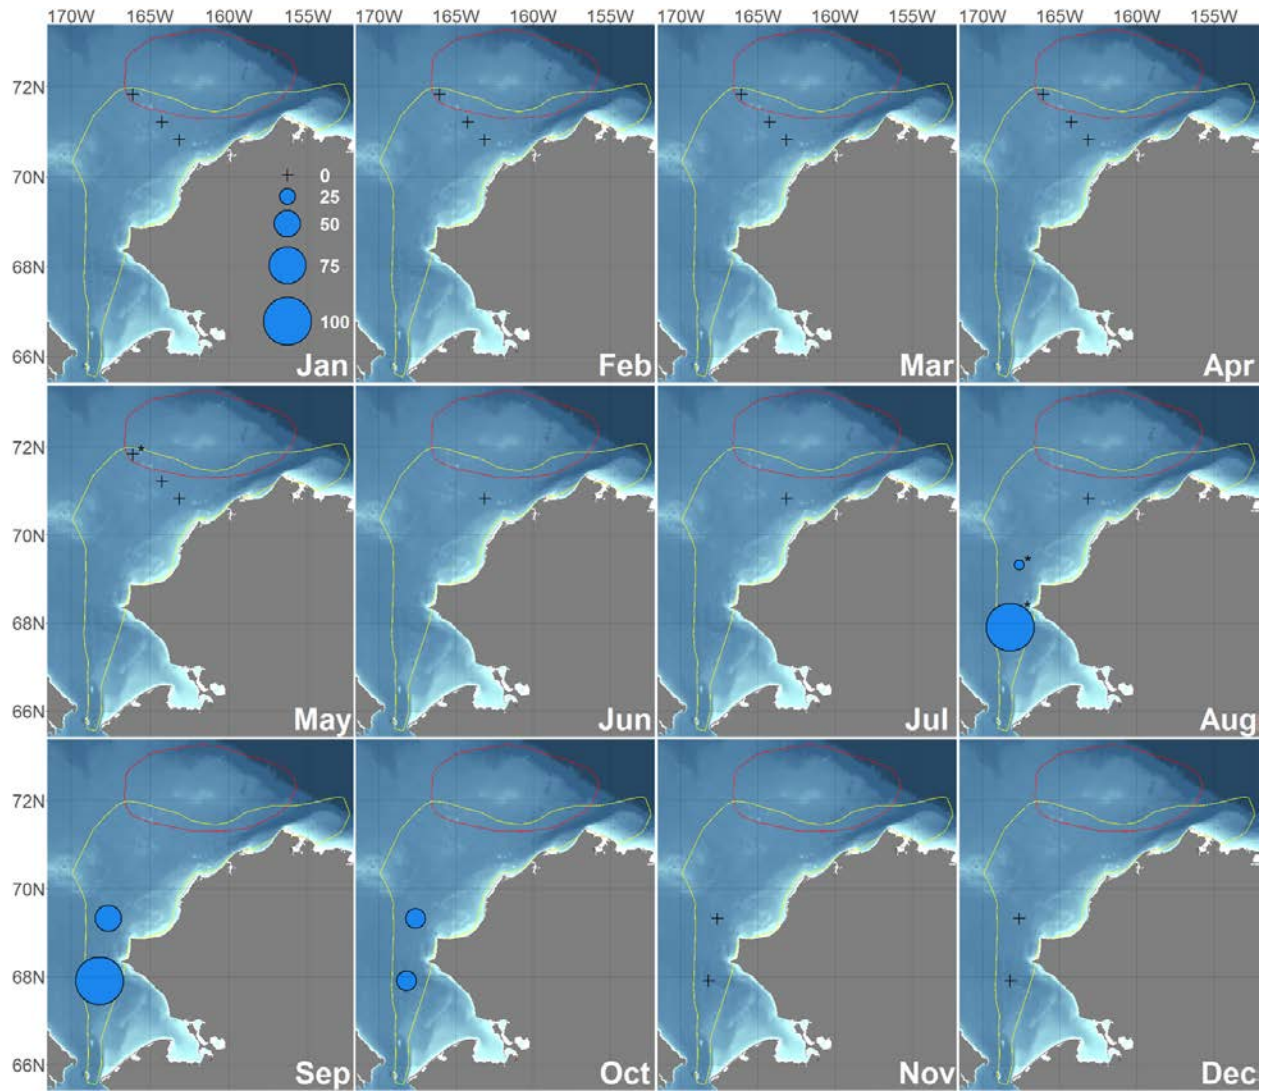 170W 165W 160W 155W 170W 165W 160W 155W 170W 165W 160W 155W 170W 165W 160W 155W
72N
70N
0
25
50
68N
75
100
66N
Jan Feb Mar Apr
*
72N
70N
*
*
68N
66N
May Jun Jul Aug
72N
70N
68N
66N
Sep Oct Nov Dec